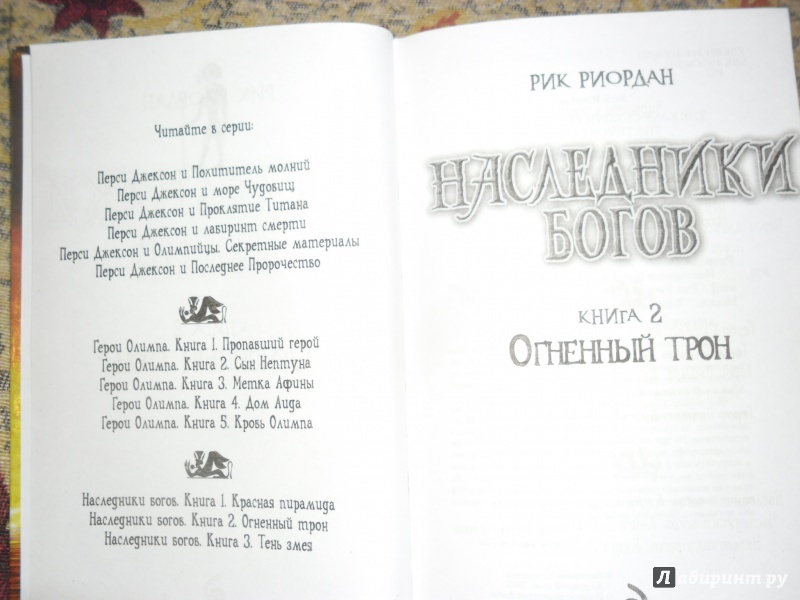 Читайте в серии:
Перси Джексон и Полититель молний
Перси Джексон и море Чудовищ
Перси Джексон и Проклятие Титана
Перси Джексон и лабиринт смерти
Перси Джексон и Олимпийцы. Секретные материалы
Перси Джексон и Последнее Пророчество
Герои Олимпа. Книга 1. Пропавший герой
Герои Олимпа. Книга 2. Сын Нептуна
Герои Олимпа. Книга 3. Метка Афины
Герои Олимпа. Книга 4. Дом Аида
Герои Олимпа. Книга 5. Кровь Олимпа
Наследники богов. Книга 1. Красная пирамида
Наследники богов. Книга 2. Огненный трон
Наследники богов. Книга 3. Тень змея
Рик Риордан
Наследники
богов
книга 2
Огненный трон
Лабиринт.ру